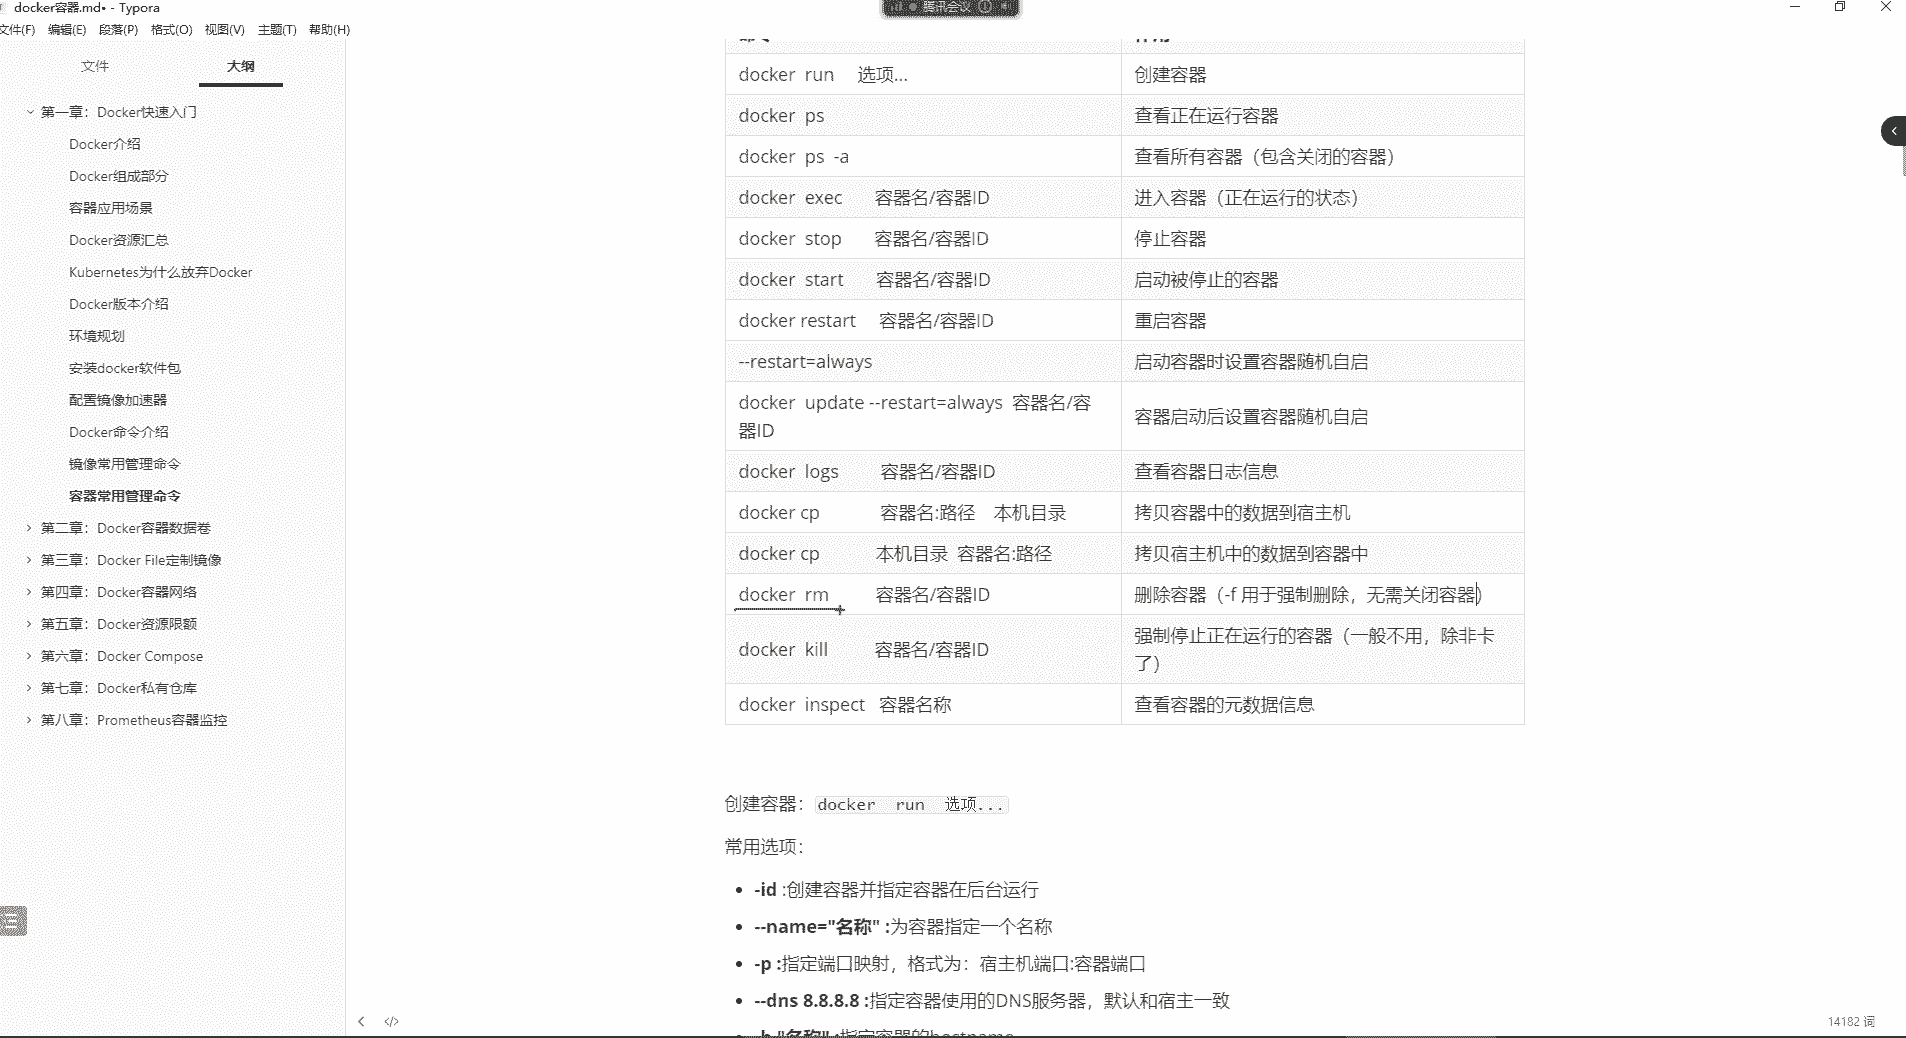 docker容器.md• - Typora
腾讯会议
文件(F) 编辑(E) 段落(P) 格式(O) 视图(V) 主题(T) 帮助(H)
文件 大纲
第一章：Docker快速入门
Docker介绍
Docker组成部分
容器应用场景
Docker资源汇总
Kubernetes为什么放弃Docker
Docker版本介绍
环境规划
安装docker软件包
配置镜像加速器
Docker命令介绍
镜像常用管理命令
容器常用管理命令
第二章：Docker容器数据卷
第三章：Docker File定制镜像
第四章：Docker容器网络
第五章：Docker资源限额
第六章：Docker Compose
第七章：Docker私有仓库
第八章：Prometheus容器监控
docker run 选项... 创建容器
docker ps 查看正在运行容器
docker ps -a 查看所有容器（包含关闭的容器）
docker exec 容器名/容器ID 进入容器（正在运行的状态）
docker stop 容器名/容器ID 停止容器
docker start 容器名/容器ID 启动被停止的容器
docker restart 容器名/容器ID 重启容器
--restart=always 启动容器时设置容器随机自启
docker update --restart=always 容器名/容
器ID 容器启动后设置容器随机自启
docker logs 容器名/容器ID 查看容器日志信息
docker cp 容器名:路径 本机目录 拷贝容器中的数据到宿主机
docker cp 本机目录 容器名:路径 拷贝宿主机中的数据到容器中
docker rm 容器名/容器ID 删除容器（-f 用于强制删除，无需关闭容器）
docker kill 容器名/容器ID 强制停止正在运行的容器（一般不用，除非卡
了）
docker inspect 容器名称 查看容器的元数据信息
创建容器：docker run 选项...
常用选项：
-id :创建容器并指定容器在后台运行
--name="名称" :为容器指定一个名称
-p :指定端口映射，格式为：宿主机端口:容器端口
--dns 8.8.8.8 :指定容器使用的DNS服务器，默认和宿主一致
-h "名称" :指定容器的hostname
</> 14182 词